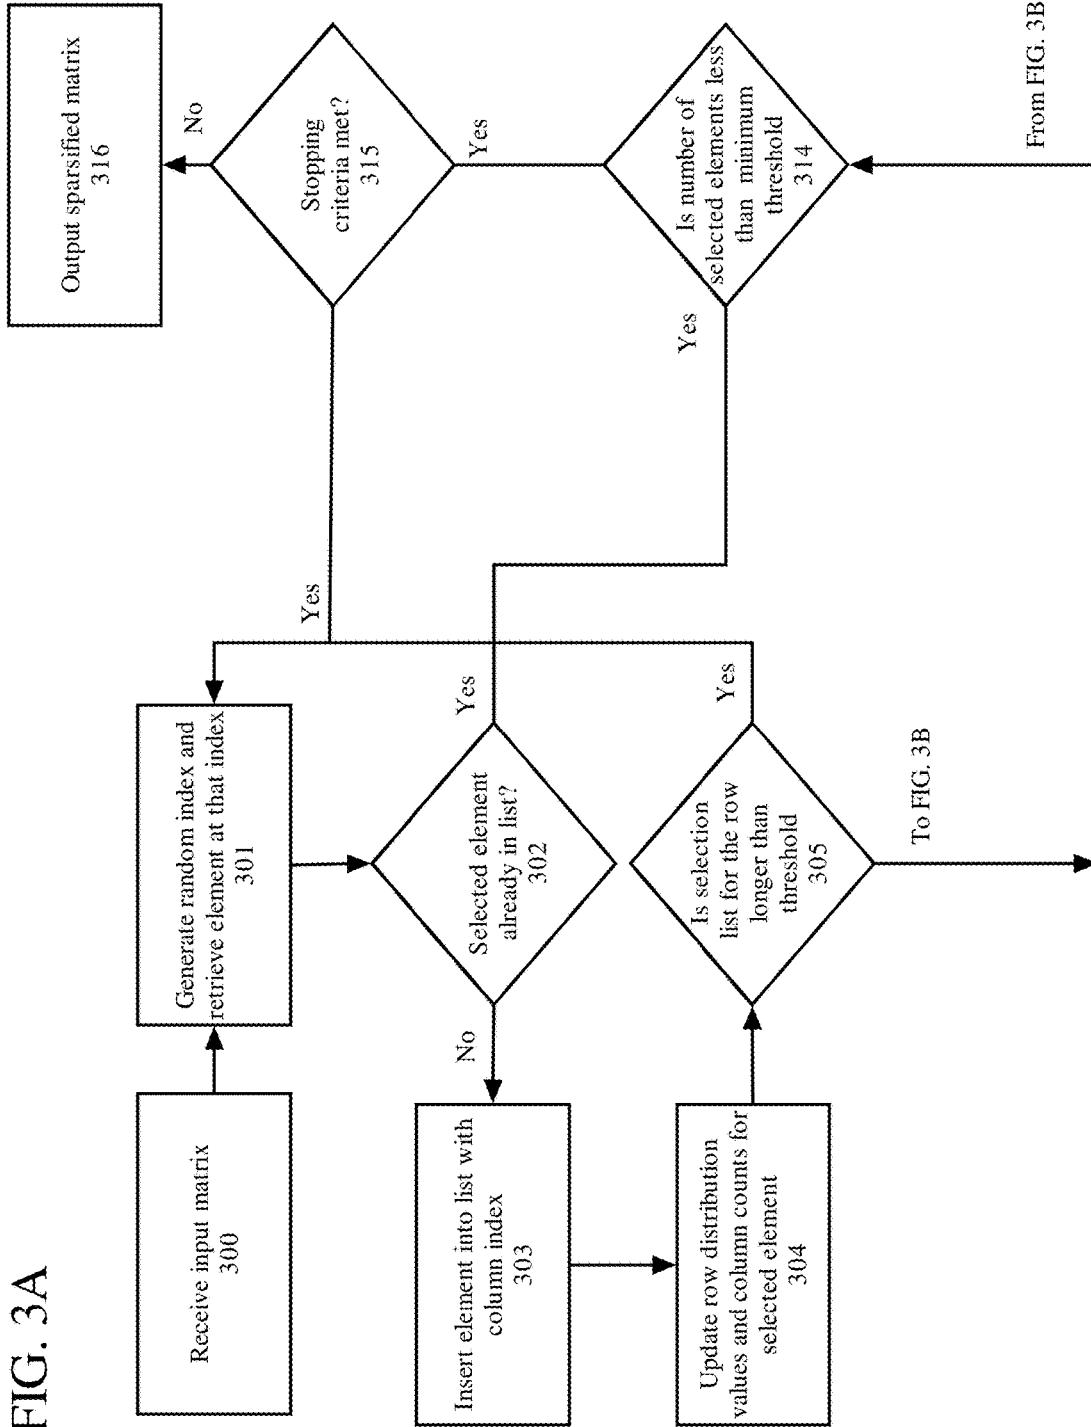 FIG. 3A
Receive input matrix
300
Generate random index and
retrieve element at that index
301
Selected element
already in list?
302
Yes
No
Insert element into list with
column index
303
Update row distribution
values and column counts for
selected element
304
Is selection
list for the row
longer than
threshold
305
Yes
To FIG. 3B
From FIG. 3B
Is number of
selected elements less
than minimum
threshold
314
Yes
Yes
Stopping
criteria met?
315
Yes
No
Output sparsified matrix
316